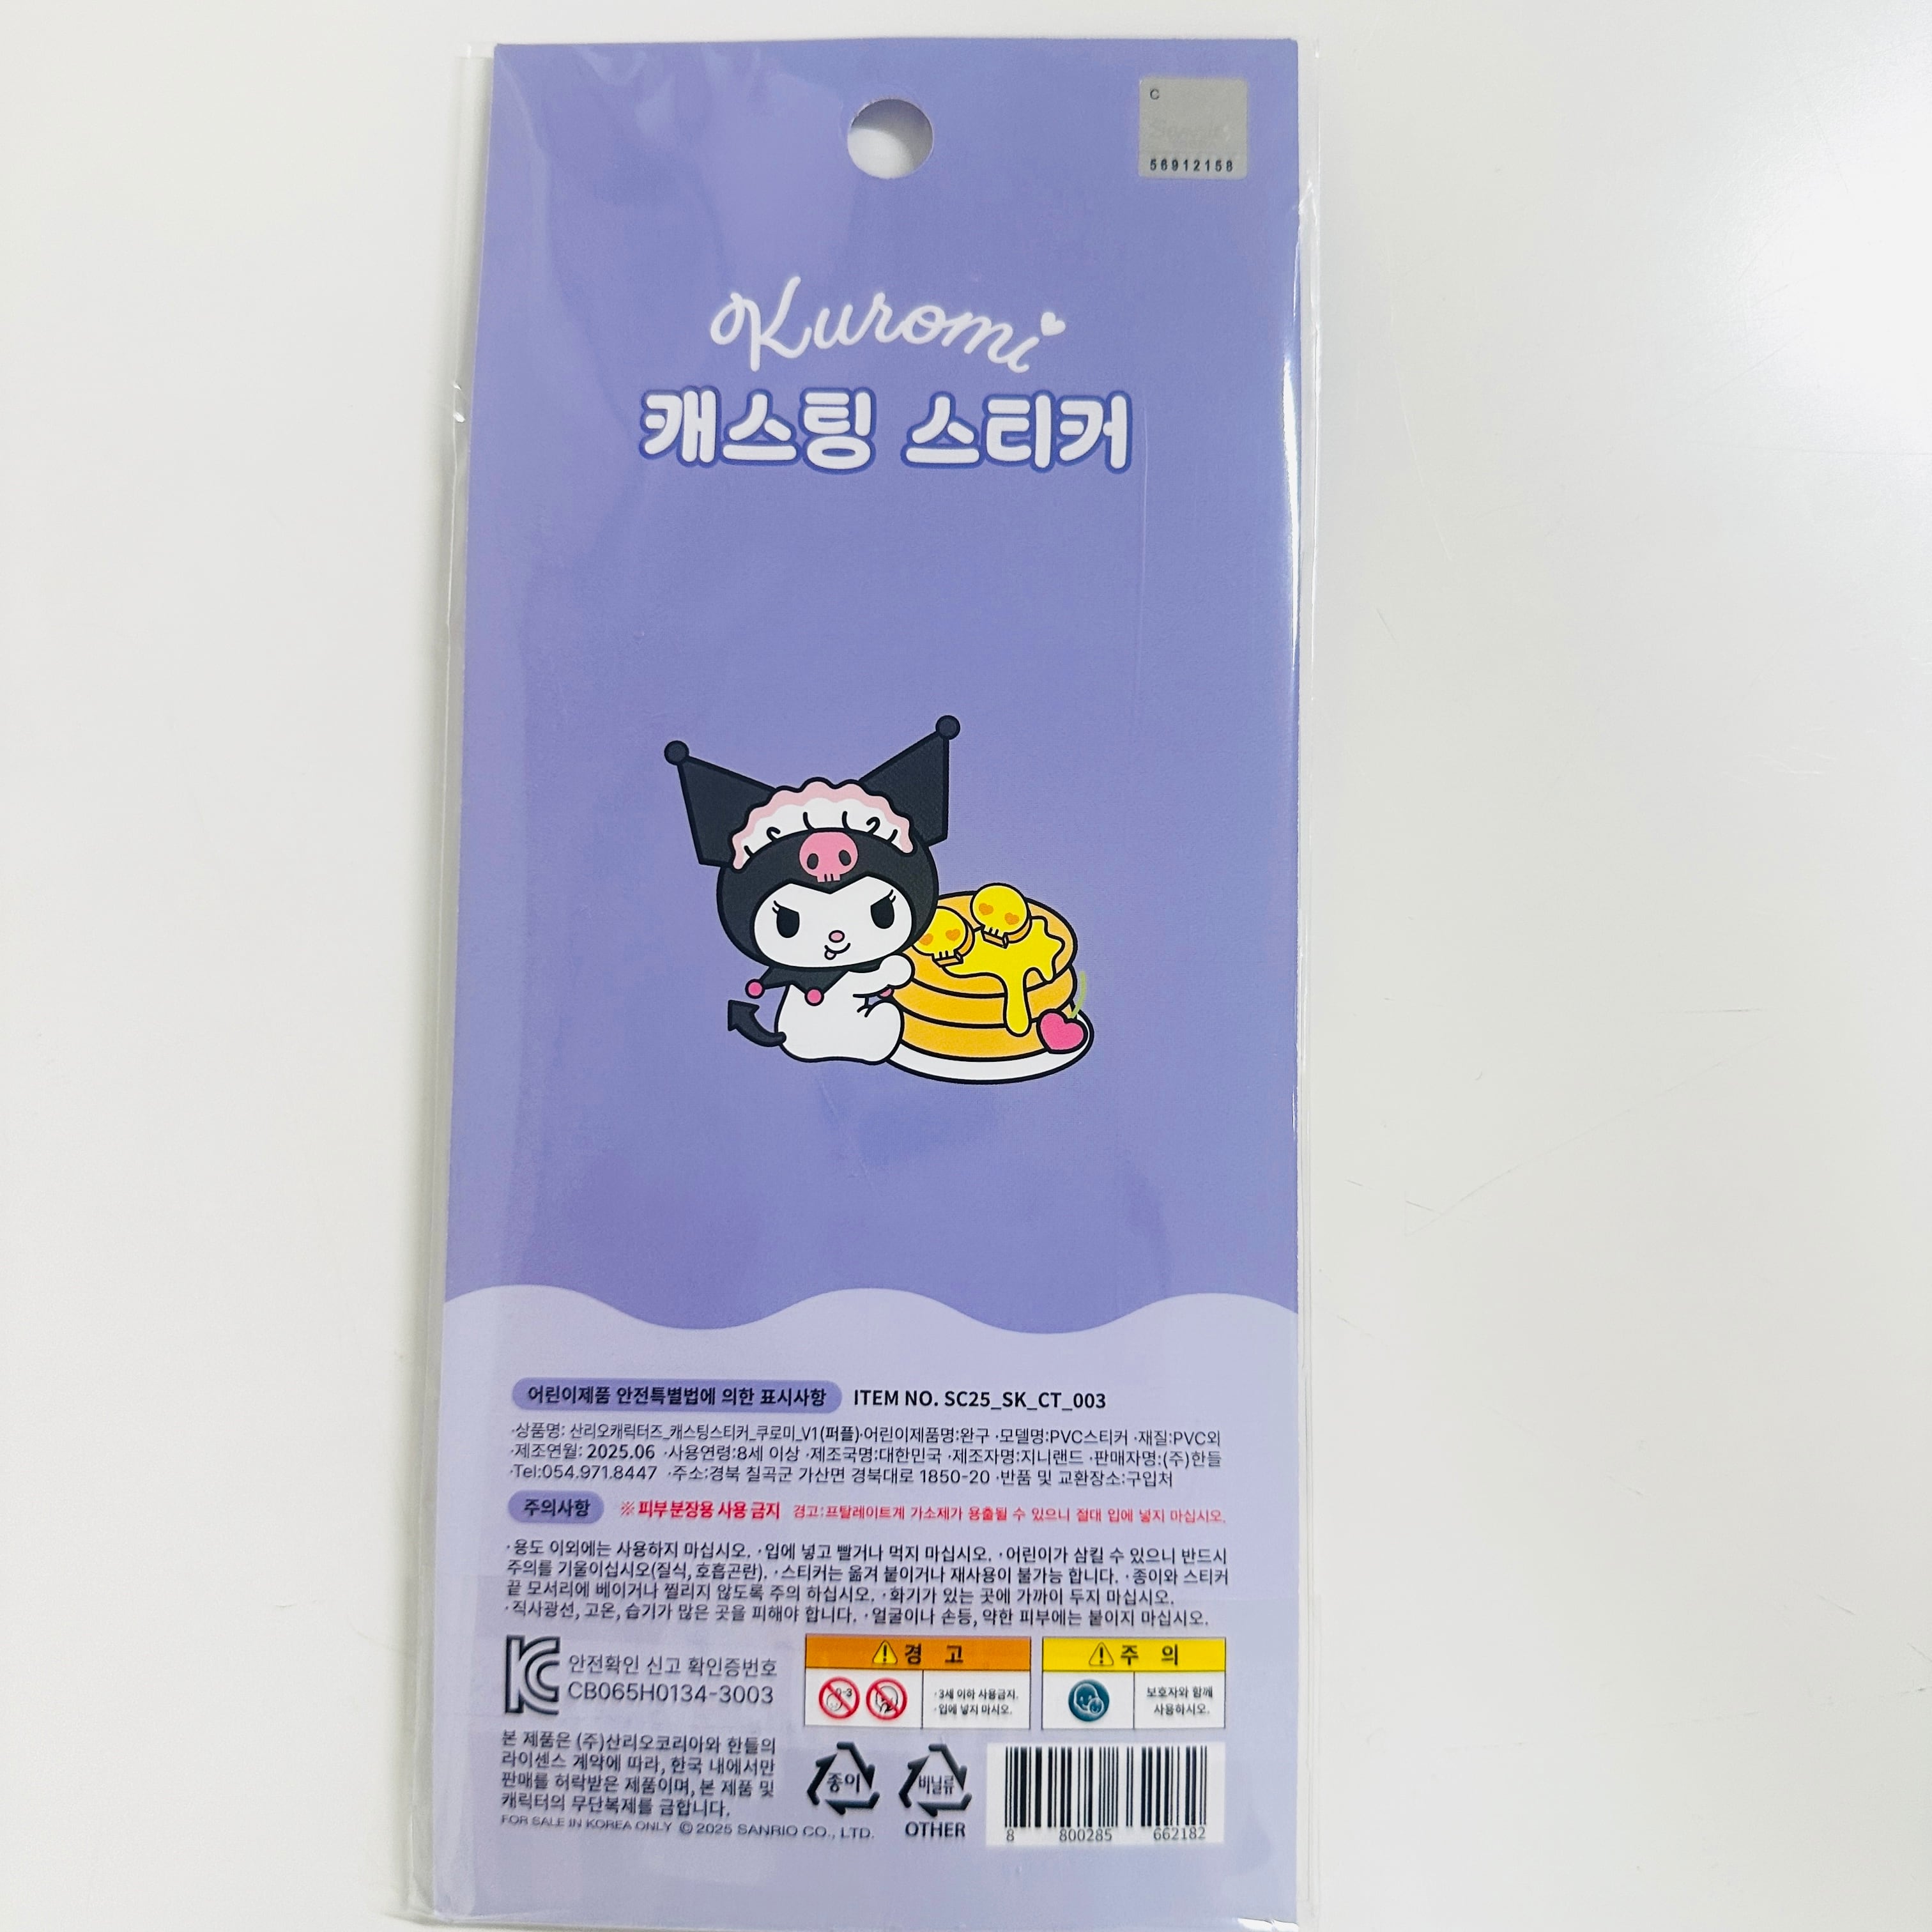 C
Sanrio
56912158
Kuromi
캐스팅 스티커
어린이제품 안전특별법에 의한 표시사항 ITEM NO. SC25_SK_CT_003
·상품명: 산리오캐릭터즈_캐스팅스티커_쿠로미_V1(퍼플)·어린이제품명:완구 ·모델명:PVC스티커 ·재질:PVC외
·제조연월: 2025.06 ·사용연령:8세 이상 ·제조국명:대한민국 ·제조자명:지니랜드 ·판매자명:(주)한들
·Tel:054.971.8447 ·주소:경북 칠곡군 가산면 경북대로 1850-20 ·반품 및 교환장소:구입처
주의사항 ※피부 분장용 사용 금지 경고:프탈레이트계 가소제가 용출될 수 있으니 절대 입에 넣지 마십시오.
·용도 이외에는 사용하지 마십시오. ·입에 넣고 빨거나 먹지 마십시오. ·어린이가 삼킬 수 있으니 반드시
주의를 기울이십시오(질식, 호흡곤란). ·스티커는 옮겨 붙이거나 재사용이 불가능 합니다. ·종이와 스티커
끝 모서리에 베이거나 찔리지 않도록 주의 하십시오. ·화기가 있는 곳에 가까이 두지 마십시오.
·직사광선, 고온, 습기가 많은 곳을 피해야 합니다. ·얼굴이나 손등, 약한 피부에는 붙이지 마십시오.
KC 안전확인 신고 확인증번호
CB065H0134-3003
경 고
0-3
·3세 이하 사용금지.
·입에 넣지 마시오.
주 의
보호자와 함께
사용하시오.
본 제품은 (주)산리오코리아와 한들의
라이센스 계약에 따라, 한국 내에서만
판매를 허락받은 제품이며, 본 제품 및
캐릭터의 무단복제를 금합니다.
FOR SALE IN KOREA ONLY © 2025 SANRIO CO., LTD.
종이
비닐류
OTHER
8 800285 662182